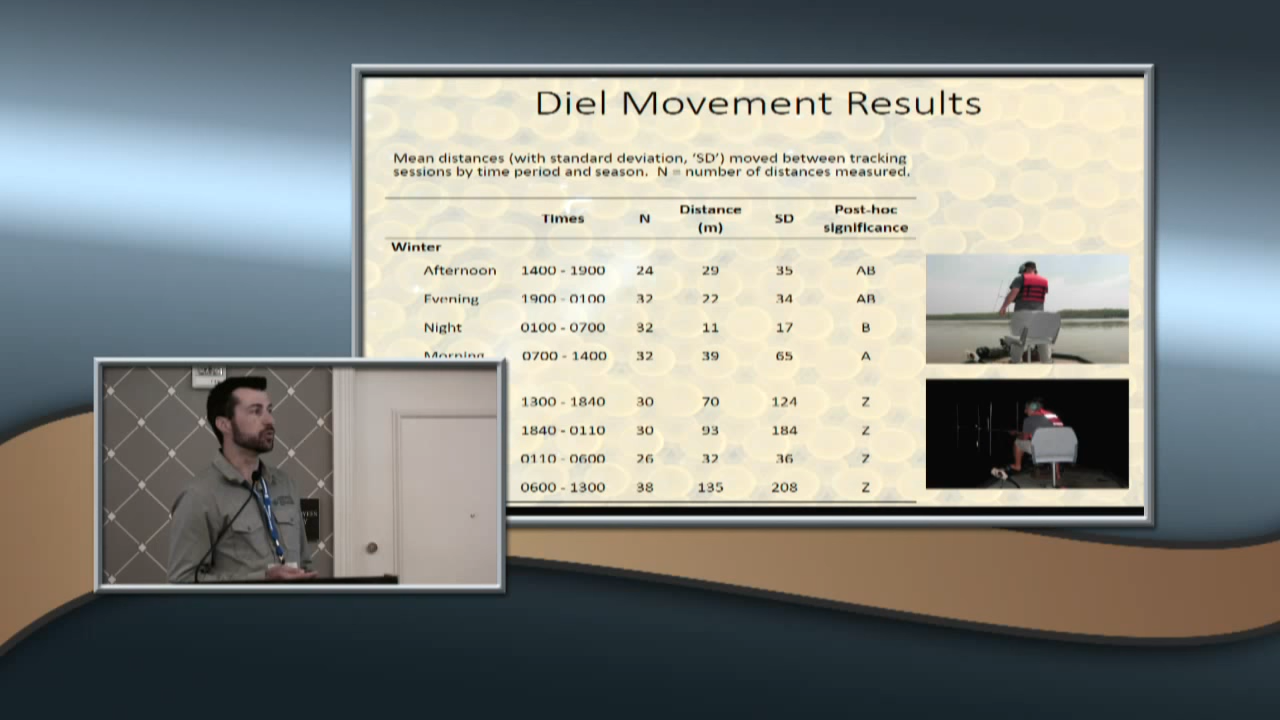 Diel Movement Results
Mean distances (with standard deviation, 'SD') moved between tracking
sessions by time period and season. N = number of distances measured.
Times N Distance (m) SD Post-hoc significance
Winter
Afternoon 1400 - 1900 24 29 35 AB
Evening 1900 - 0100 32 22 34 AB
Night 0100 - 0700 32 11 17 B
Morning 0700 - 1400 32 39 65 A
1300 - 1840 30 70 124 Z
1840 - 0110 30 93 184 Z
0110 - 0600 26 32 36 Z
0600 - 1300 38 135 208 Z